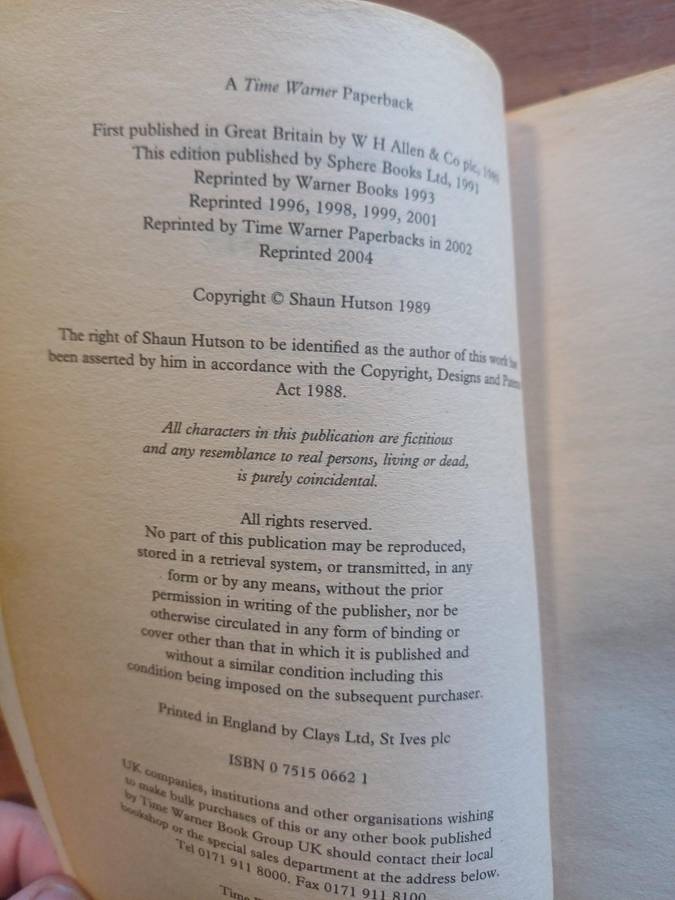 A Time Warner Paperback
First published in Great Britain by W H Allen & Co plc,
This edition published by Sphere Books Ltd, 1991
Reprinted by Warner Books 1993
Reprinted 1996, 1998, 1999, 2001
Reprinted by Time Warner Paperbacks in 2002
Reprinted 2004
Copyright © Shaun Hutson 1989
The right of Shaun Hutson to be identified as the author of this work has
been asserted by him in accordance with the Copyright, Designs and
Act 1988.
All characters in this publication are fictitious
and any resemblance to real persons, living or dead,
is purely coincidental.
All rights reserved.
No part of this publication may be reproduced,
stored in a retrieval system, or transmitted, in any
form or by any means, without the prior
permission in writing of the publisher, nor be
otherwise circulated in any form of binding or
cover other than that in which it is published and
without a similar condition including this
condition being imposed on the subsequent purchaser.
Printed in England by Clays Ltd, St Ives plc
ISBN 0 7515 0662 1
UK companies, institutions and other organisations wishing
to make bulk purchases of this or any other book published
by Time Warner Book Group UK should contact their local
bookshop or the special sales department at the address below.
Tel 0171 911 8000. Fax 0171 911 8100
Time